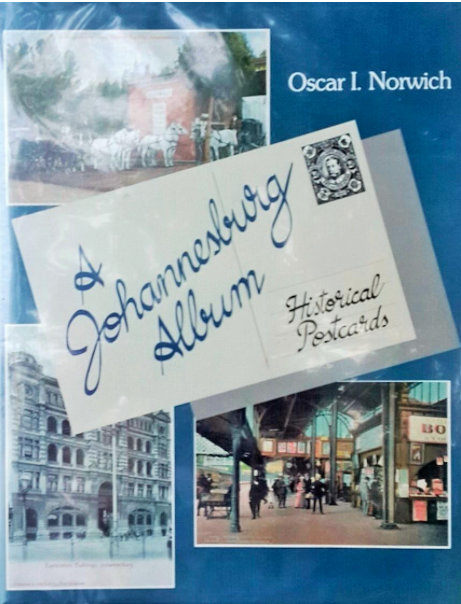 Oscar I. Norwich
A
Johannesburg
Album
Historical
Postcards
BO